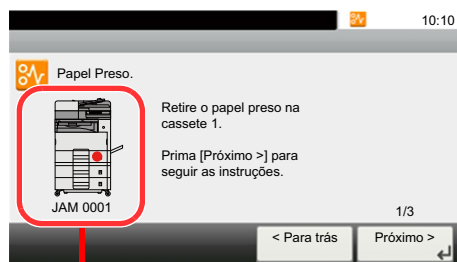 10:10
Papel Preso.
Retire o papel preso na
cassete 1.
Prima [Próximo >] para
seguir as instruções.
JAM 0001
1/3
< Para trás
Próximo >